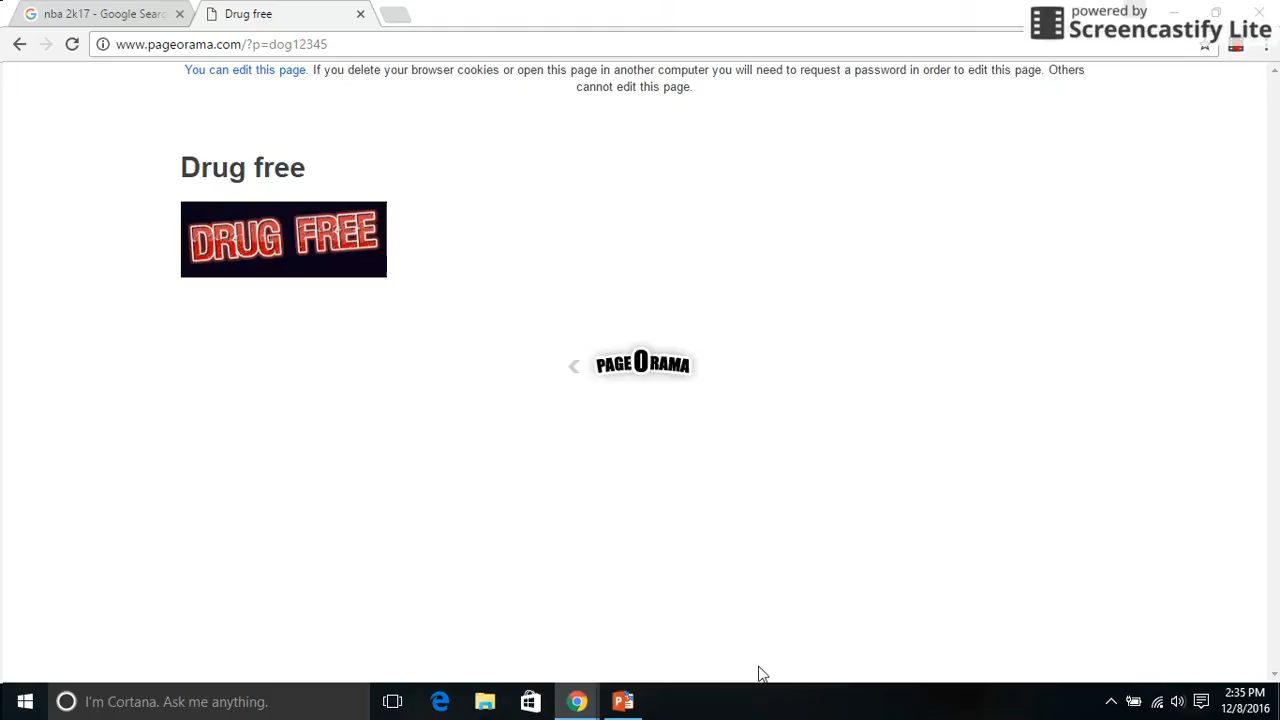 nba 2k17 - Google Searc
Drug free
powered by
Screencastify Lite
www.pageorama.com/?p=dog12345
You can edit this page. If you delete your browser cookies or open this page in another computer you will need to request a password in order to edit this page. Others
cannot edit this page.
Drug free
DRUG FREE
PAGEORAMA
I'm Cortana. Ask me anything.
2:35 PM
12/8/2016